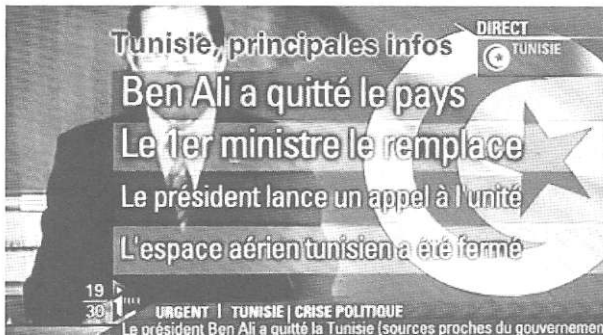 DIRECT
TUNISIE
Tunisie, principales infos
Ben Ali a quitté le pays
Le 1er ministre le remplace
Le président lance un appel à l'unité
L'espace aérien tunisien a été fermé
19
30
URGENT | TUNISIE | CRISE POLITIQUE
Le président Ben Ali a quitté la Tunisie (sources proches du gouvernemen